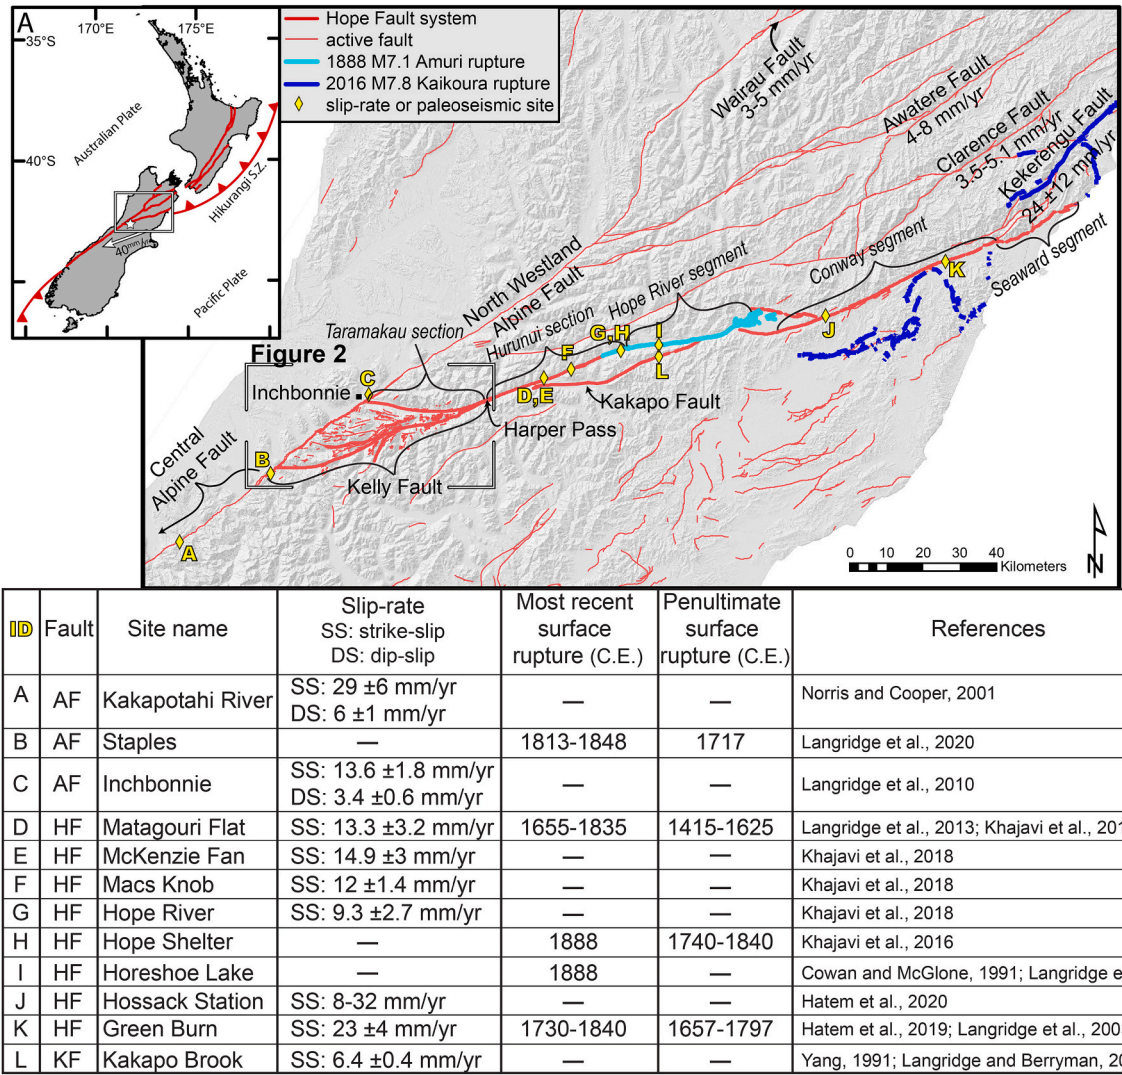 A
170°E
175°E
35°S
40°S
Australian Plate
Hikurangi S.Z.
40mm/yr
Pacific Plate
Hope Fault system
active fault
1888 M7.1 Amuri rupture
2016 M7.8 Kaikoura rupture
slip-rate or paleoseismic site
Wairau Fault
3-5 mm/yr
Awatere Fault
4-8 mm/yr
Clarence Fault
3.5-5.1 mm/yr
Kekerengu Fault
24 ±12 mm/yr
North Westland
Alpine Fault
Taramakau section
Hurunui section
Hope River segment
Conway segment
Seaward segment
Figure 2
Inchbonnie
C
B
A
D,E
F
G,H
I
L
J
K
Kakapo Fault
Harper Pass
Kelly Fault
Central
Alpine Fault
0 10 20 30 40
Kilometers
N
ID Fault Site name Slip-rate SS: strike-slip DS: dip-slip Most recent surface rupture (C.E.) Penultimate surface rupture (C.E.) References
A AF Kakapotahi River SS: 29 ±6 mm/yr DS: 6 ±1 mm/yr — — Norris and Cooper, 2001
B AF Staples — 1813-1848 1717 Langridge et al., 2020
C AF Inchbonnie SS: 13.6 ±1.8 mm/yr DS: 3.4 ±0.6 mm/yr — — Langridge et al., 2010
D HF Matagouri Flat SS: 13.3 ±3.2 mm/yr 1655-1835 1415-1625 Langridge et al., 2013; Khajavi et al., 201
E HF McKenzie Fan SS: 14.9 ±3 mm/yr — — Khajavi et al., 2018
F HF Macs Knob SS: 12 ±1.4 mm/yr — — Khajavi et al., 2018
G HF Hope River SS: 9.3 ±2.7 mm/yr — — Khajavi et al., 2018
H HF Hope Shelter — 1888 1740-1840 Khajavi et al., 2016
I HF Horeshoe Lake — 1888 — Cowan and McGlone, 1991; Langridge e
J HF Hossack Station SS: 8-32 mm/yr — — Hatem et al., 2020
K HF Green Burn SS: 23 ±4 mm/yr 1730-1840 1657-1797 Hatem et al., 2019; Langridge et al., 200
L KF Kakapo Brook SS: 6.4 ±0.4 mm/yr — — Yang, 1991; Langridge and Berryman, 20